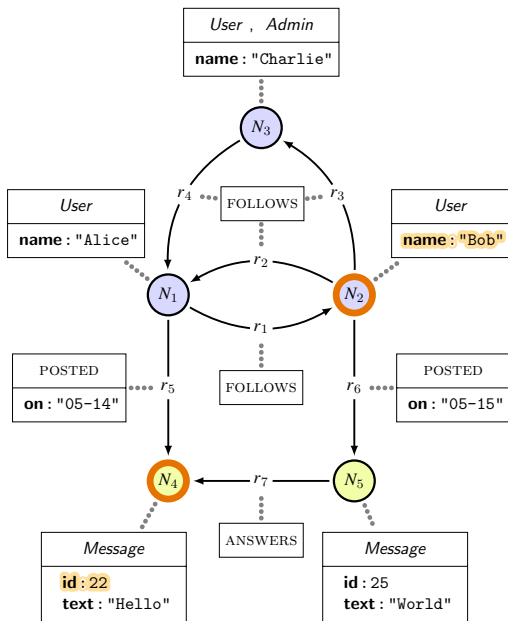 User , Admin
name : "Charlie"
N3
r4
FOLLOWS
r3
User
name : "Alice"
User
name : "Bob"
r2
N1
N2
r1
POSTED
on : "05-14"
r5
FOLLOWS
r6
POSTED
on : "05-15"
N4
r7
N5
Message
id : 22
text : "Hello"
ANSWERS
Message
id : 25
text : "World"